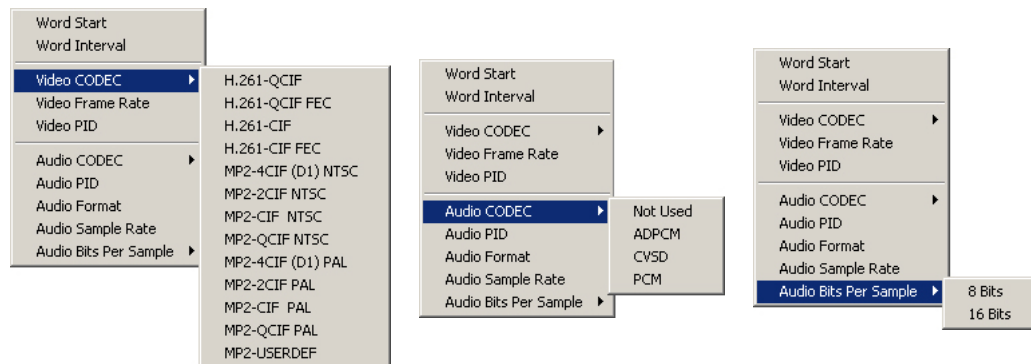 Word Start
Word Interval
Video CODEC
Video Frame Rate
Video PID
Audio CODEC
Audio PID
Audio Format
Audio Sample Rate
Audio Bits Per Sample
H.261-QCIF
H.261-QCIF FEC
H.261-CIF
H.261-CIF FEC
MP2-4CIF (D1) NTSC
MP2-2CIF NTSC
MP2-CIF  NTSC
MP2-QCIF NTSC
MP2-4CIF (D1) PAL
MP2-2CIF PAL
MP2-CIF  PAL
MP2-QCIF PAL
MP2-USERDEF
Word Start
Word Interval
Video CODEC
Video Frame Rate
Video PID
Audio CODEC
Audio PID
Audio Format
Audio Sample Rate
Audio Bits Per Sample
Not Used
ADPCM
CVSD
PCM
Word Start
Word Interval
Video CODEC
Video Frame Rate
Video PID
Audio CODEC
Audio PID
Audio Format
Audio Sample Rate
Audio Bits Per Sample
8 Bits
16 Bits